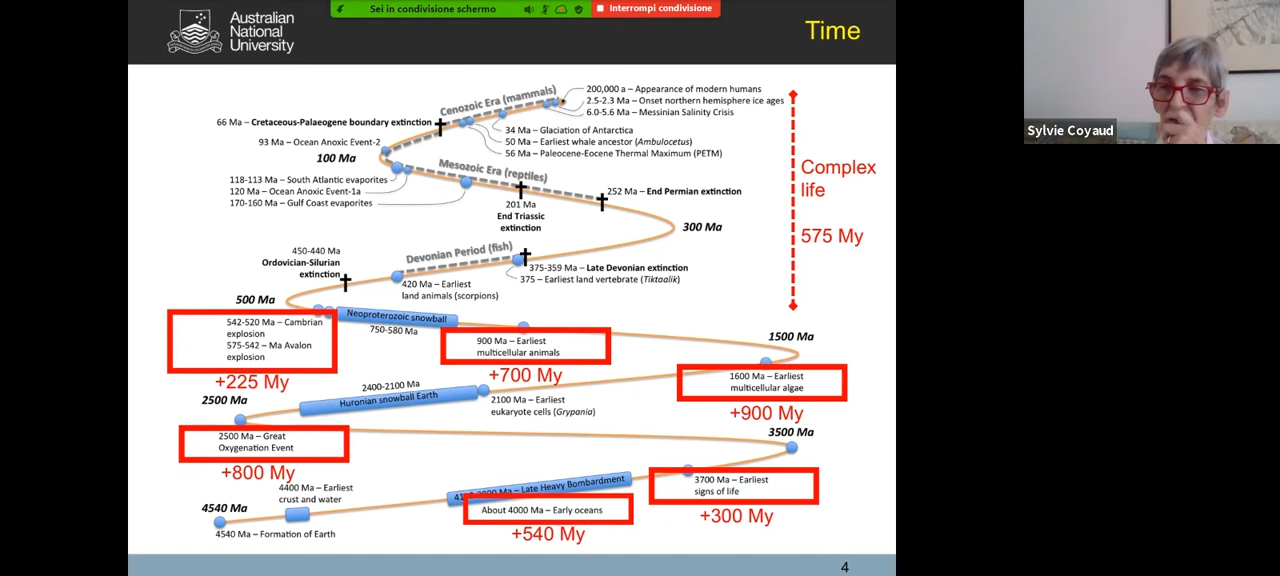 Sei in condivisione schermo
Interrompi condivisione
Australian
National
University
Time
Sylvie Coyaud
Cenozoic Era (mammals)
200,000 a – Appearance of modern humans
2.5-2.3 Ma – Onset northern hemisphere ice ages
6.0-5.6 Ma – Messinian Salinity Crisis
66 Ma – Cretaceous-Palaeogene boundary extinction
34 Ma – Glaciation of Antarctica
50 Ma – Earliest whale ancestor (Ambulocetus)
56 Ma – Paleocene-Eocene Thermal Maximum (PETM)
93 Ma – Ocean Anoxic Event-2
100 Ma
Mesozoic Era (reptiles)
118-113 Ma – South Atlantic evaporites
120 Ma – Ocean Anoxic Event-1a
170-160 Ma – Gulf Coast evaporites
252 Ma – End Permian extinction
201 Ma
End Triassic
extinction
300 Ma
Complex
life
575 My
450-440 Ma
Ordovician-Silurian
extinction
Devonian Period (fish)
375-359 Ma – Late Devonian extinction
375 – Earliest land vertebrate (Tiktaalik)
420 Ma – Earliest
land animals (scorpions)
500 Ma
Neoproterozoic snowball
750-580 Ma
542-520 Ma – Cambrian
explosion
575-542 – Ma Avalon
explosion
+225 My
900 Ma – Earliest
multicellular animals
+700 My
1500 Ma
1600 Ma – Earliest
multicellular algae
+900 My
2400-2100 Ma
Huronian snowball Earth
2100 Ma – Earliest
eukaryote cells (Grypania)
2500 Ma
2500 Ma – Great
Oxygenation Event
+800 My
3500 Ma
3700 Ma – Earliest
signs of life
+300 My
4400 Ma – Earliest
crust and water
Late Heavy Bombardment
About 4000 Ma – Early oceans
+540 My
4540 Ma
4540 Ma – Formation of Earth
4